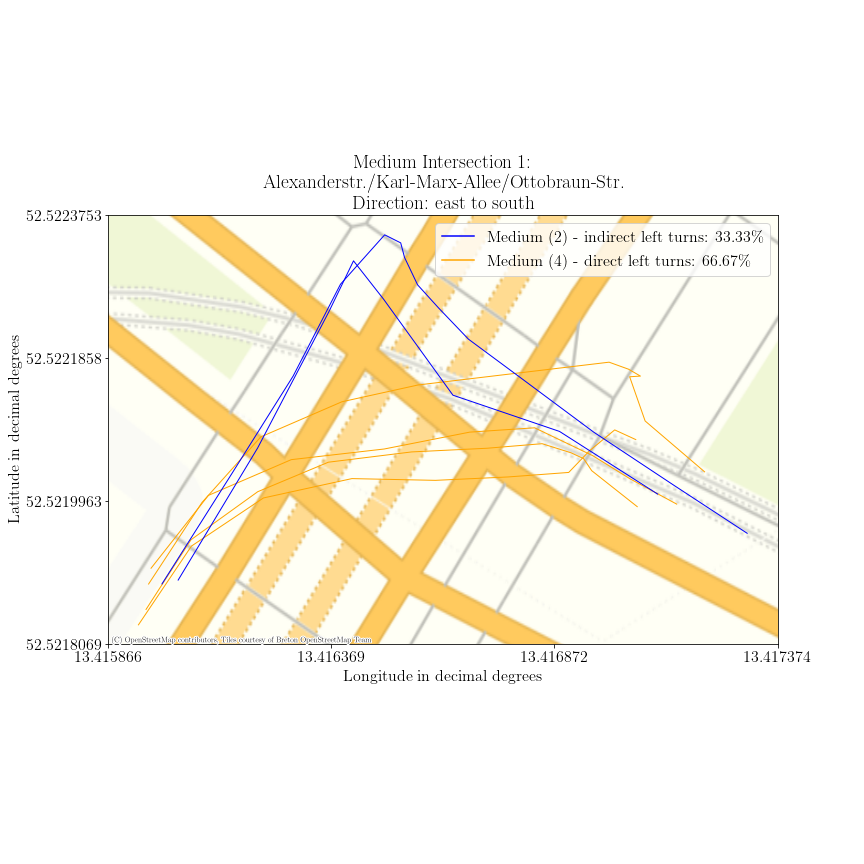 Medium Intersection 1:
Alexanderstr./Karl-Marx-Allee/Ottobraun-Str.
Direction: east to south
52.5223753
Medium (2) - indirect left turns: 33.33%
Medium (4) - direct left turns: 66.67%
52.5221858
Latitude in decimal degrees
52.5219963
52.5218069
(C) OpenStreetMap contributors, Tiles courtesy of Breton OpenStreetMap Team
13.415866
13.416369
13.416872
13.417374
Longitude in decimal degrees